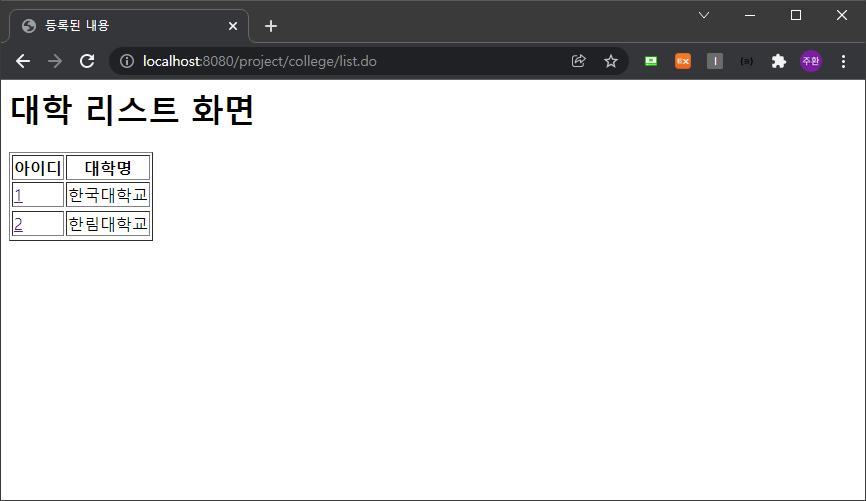 등록된 내용
localhost:8080/project/college/list.do
주환
대학 리스트 화면
아이디 대학명
1 한국대학교
2 한림대학교